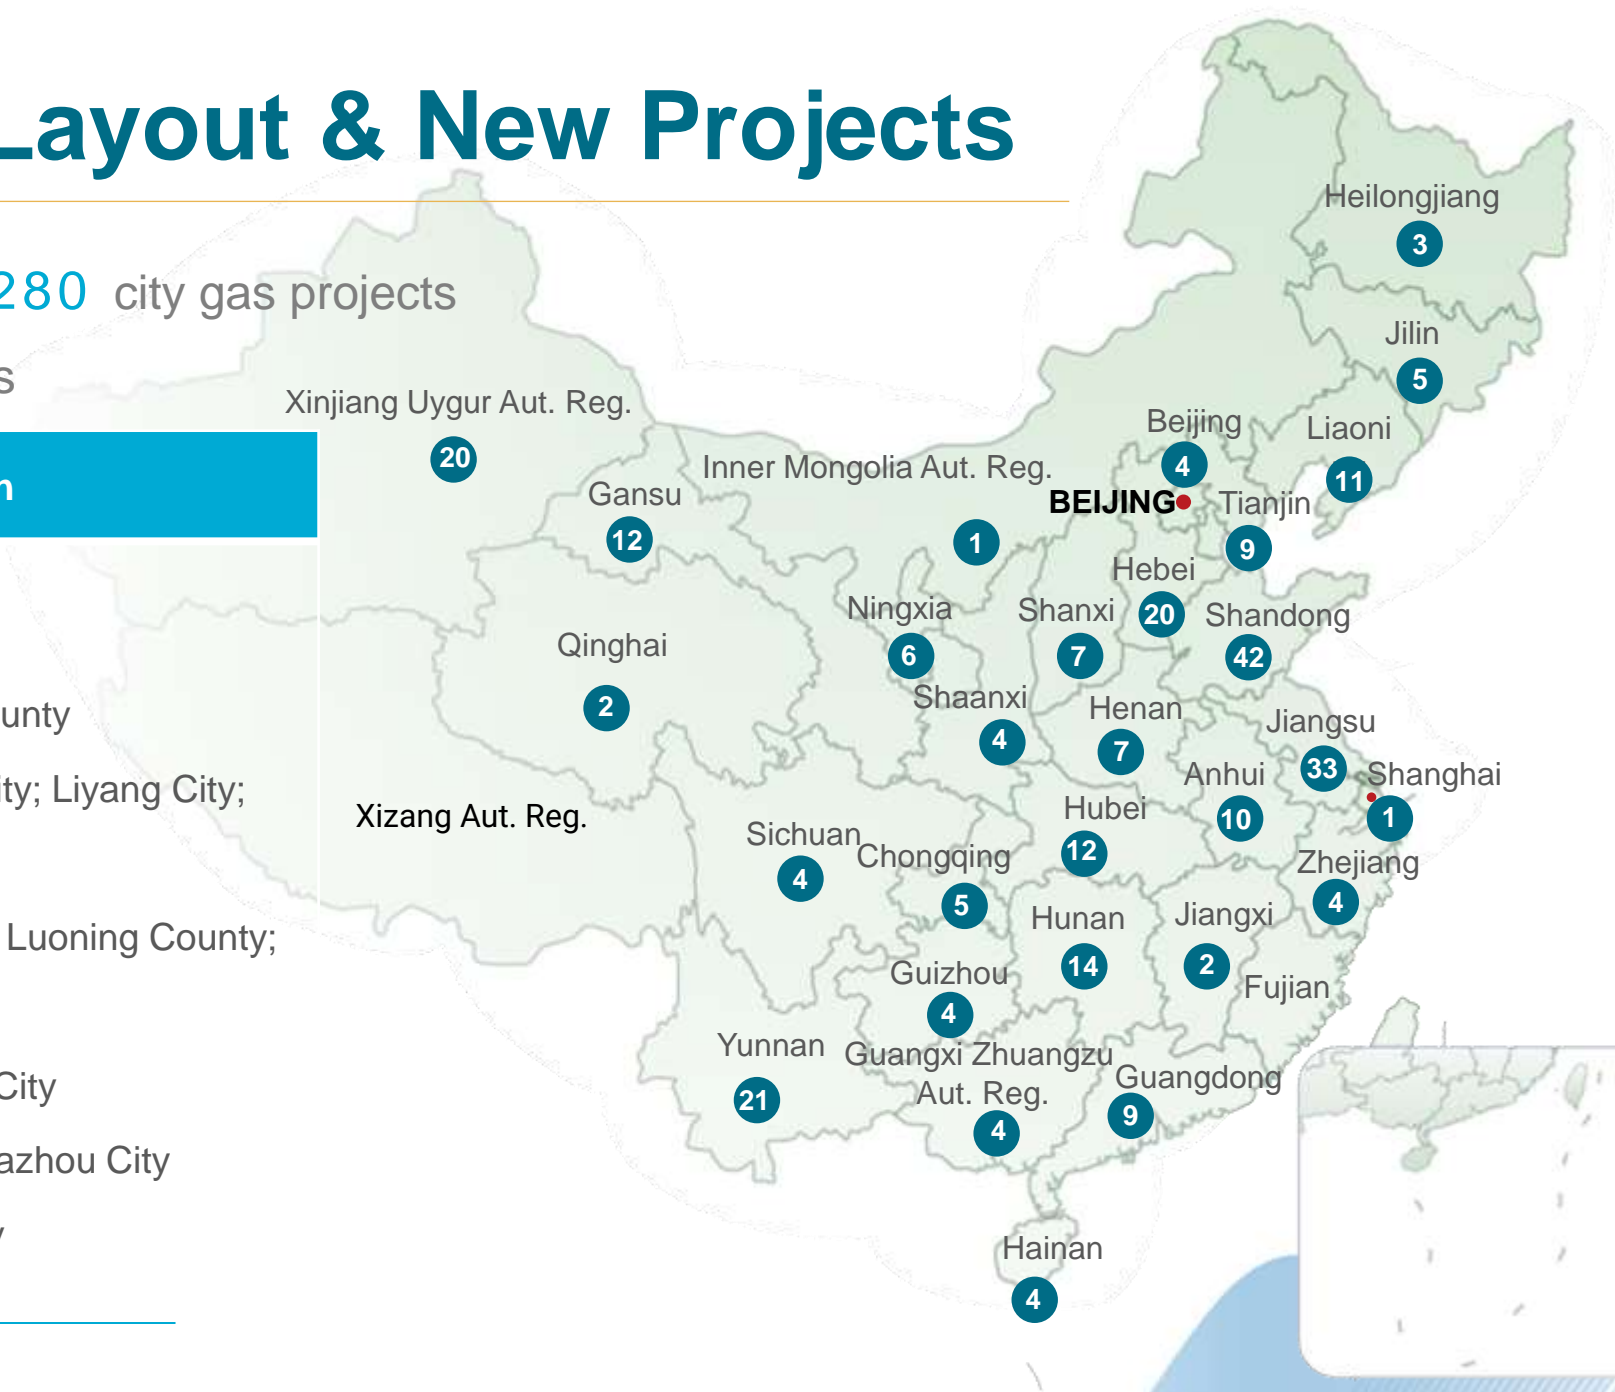 Layout & New Projects
280 city gas projects
s
n
unty
ity; Liyang City;
Luoning County;
City
azhou City
y
Heilongjiang
3
Jilin
5
Liaoni
11
Beijing
4
BEIJING
Tianjin
9
Xinjiang Uygur Aut. Reg.
20
Inner Mongolia Aut. Reg.
1
Gansu
12
Hebei
20
Ningxia
6
Shanxi
7
Shandong
42
Qinghai
2
Shaanxi
4
Henan
7
Jiangsu
33
Anhui
10
Shanghai
1
Xizang Aut. Reg.
Sichuan
4
Chongqing
5
Hubei
12
Zhejiang
4
Hunan
14
Jiangxi
2
Fujian
Guizhou
4
Yunnan
21
Guangxi Zhuangzu
Aut. Reg.
4
Guangdong
9
Hainan
4